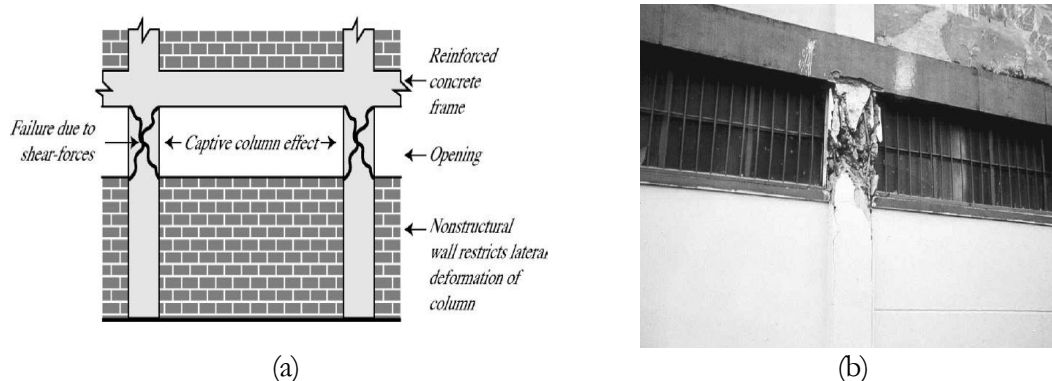 Reinforced
concrete
frame
Failure due to
shear-forces
Captive column effect
Opening
Nonstructural
wall restricts lateral
deformation of
column
(a)
(b)